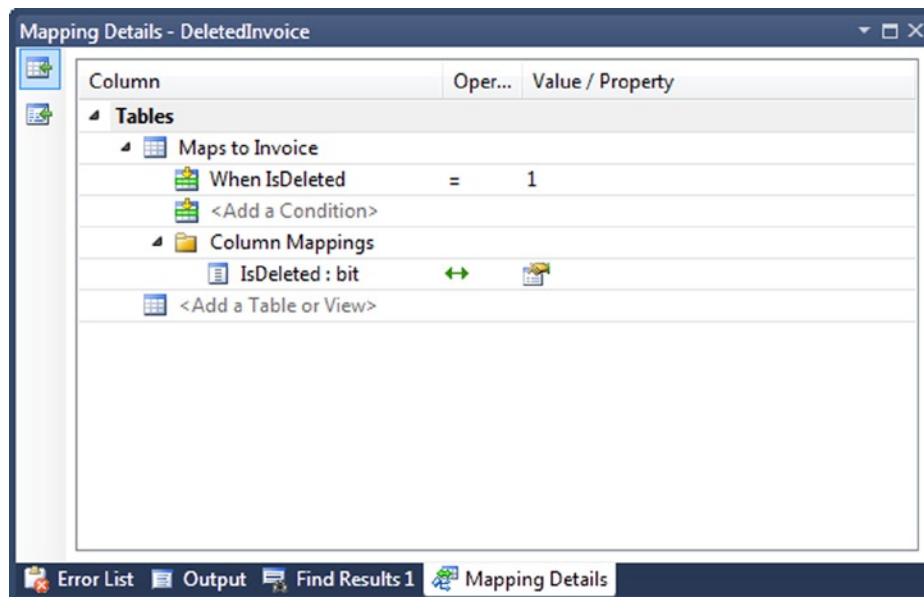 Mapping Details - DeletedInvoice
Column Oper... Value / Property
Tables
Maps to Invoice
When IsDeleted = 1
<Add a Condition>
Column Mappings
IsDeleted : bit
<Add a Table or View>
Error List Output Find Results 1 Mapping Details